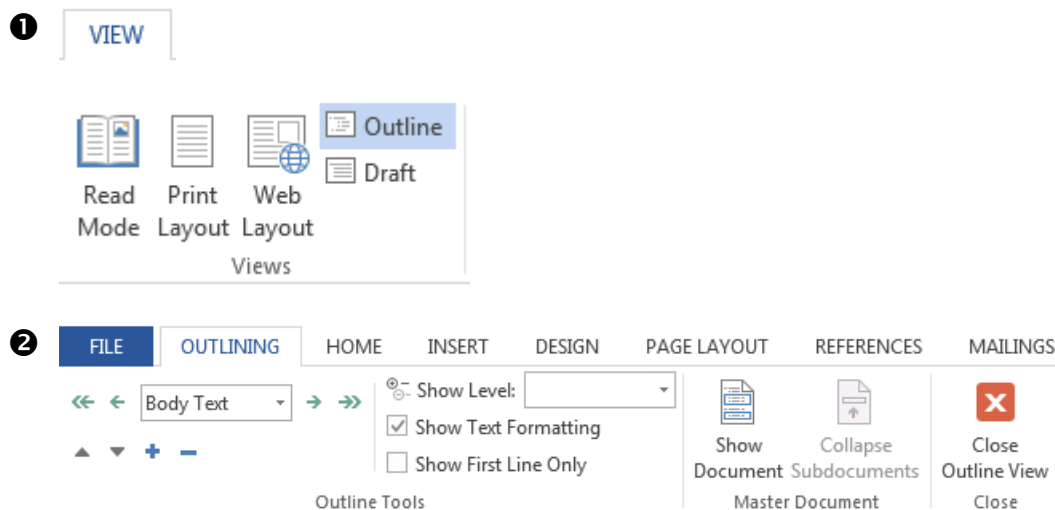 ❶ VIEW
Outline
Draft
Read Mode
Print Layout
Web Layout
Views
❷ FILE OUTLINING HOME INSERT DESIGN PAGE LAYOUT REFERENCES MAILINGS
Body Text
Show Level:
Show Text Formatting
Show First Line Only
Outline Tools
Show Document
Collapse Subdocuments
Master Document
Close Outline View
Close